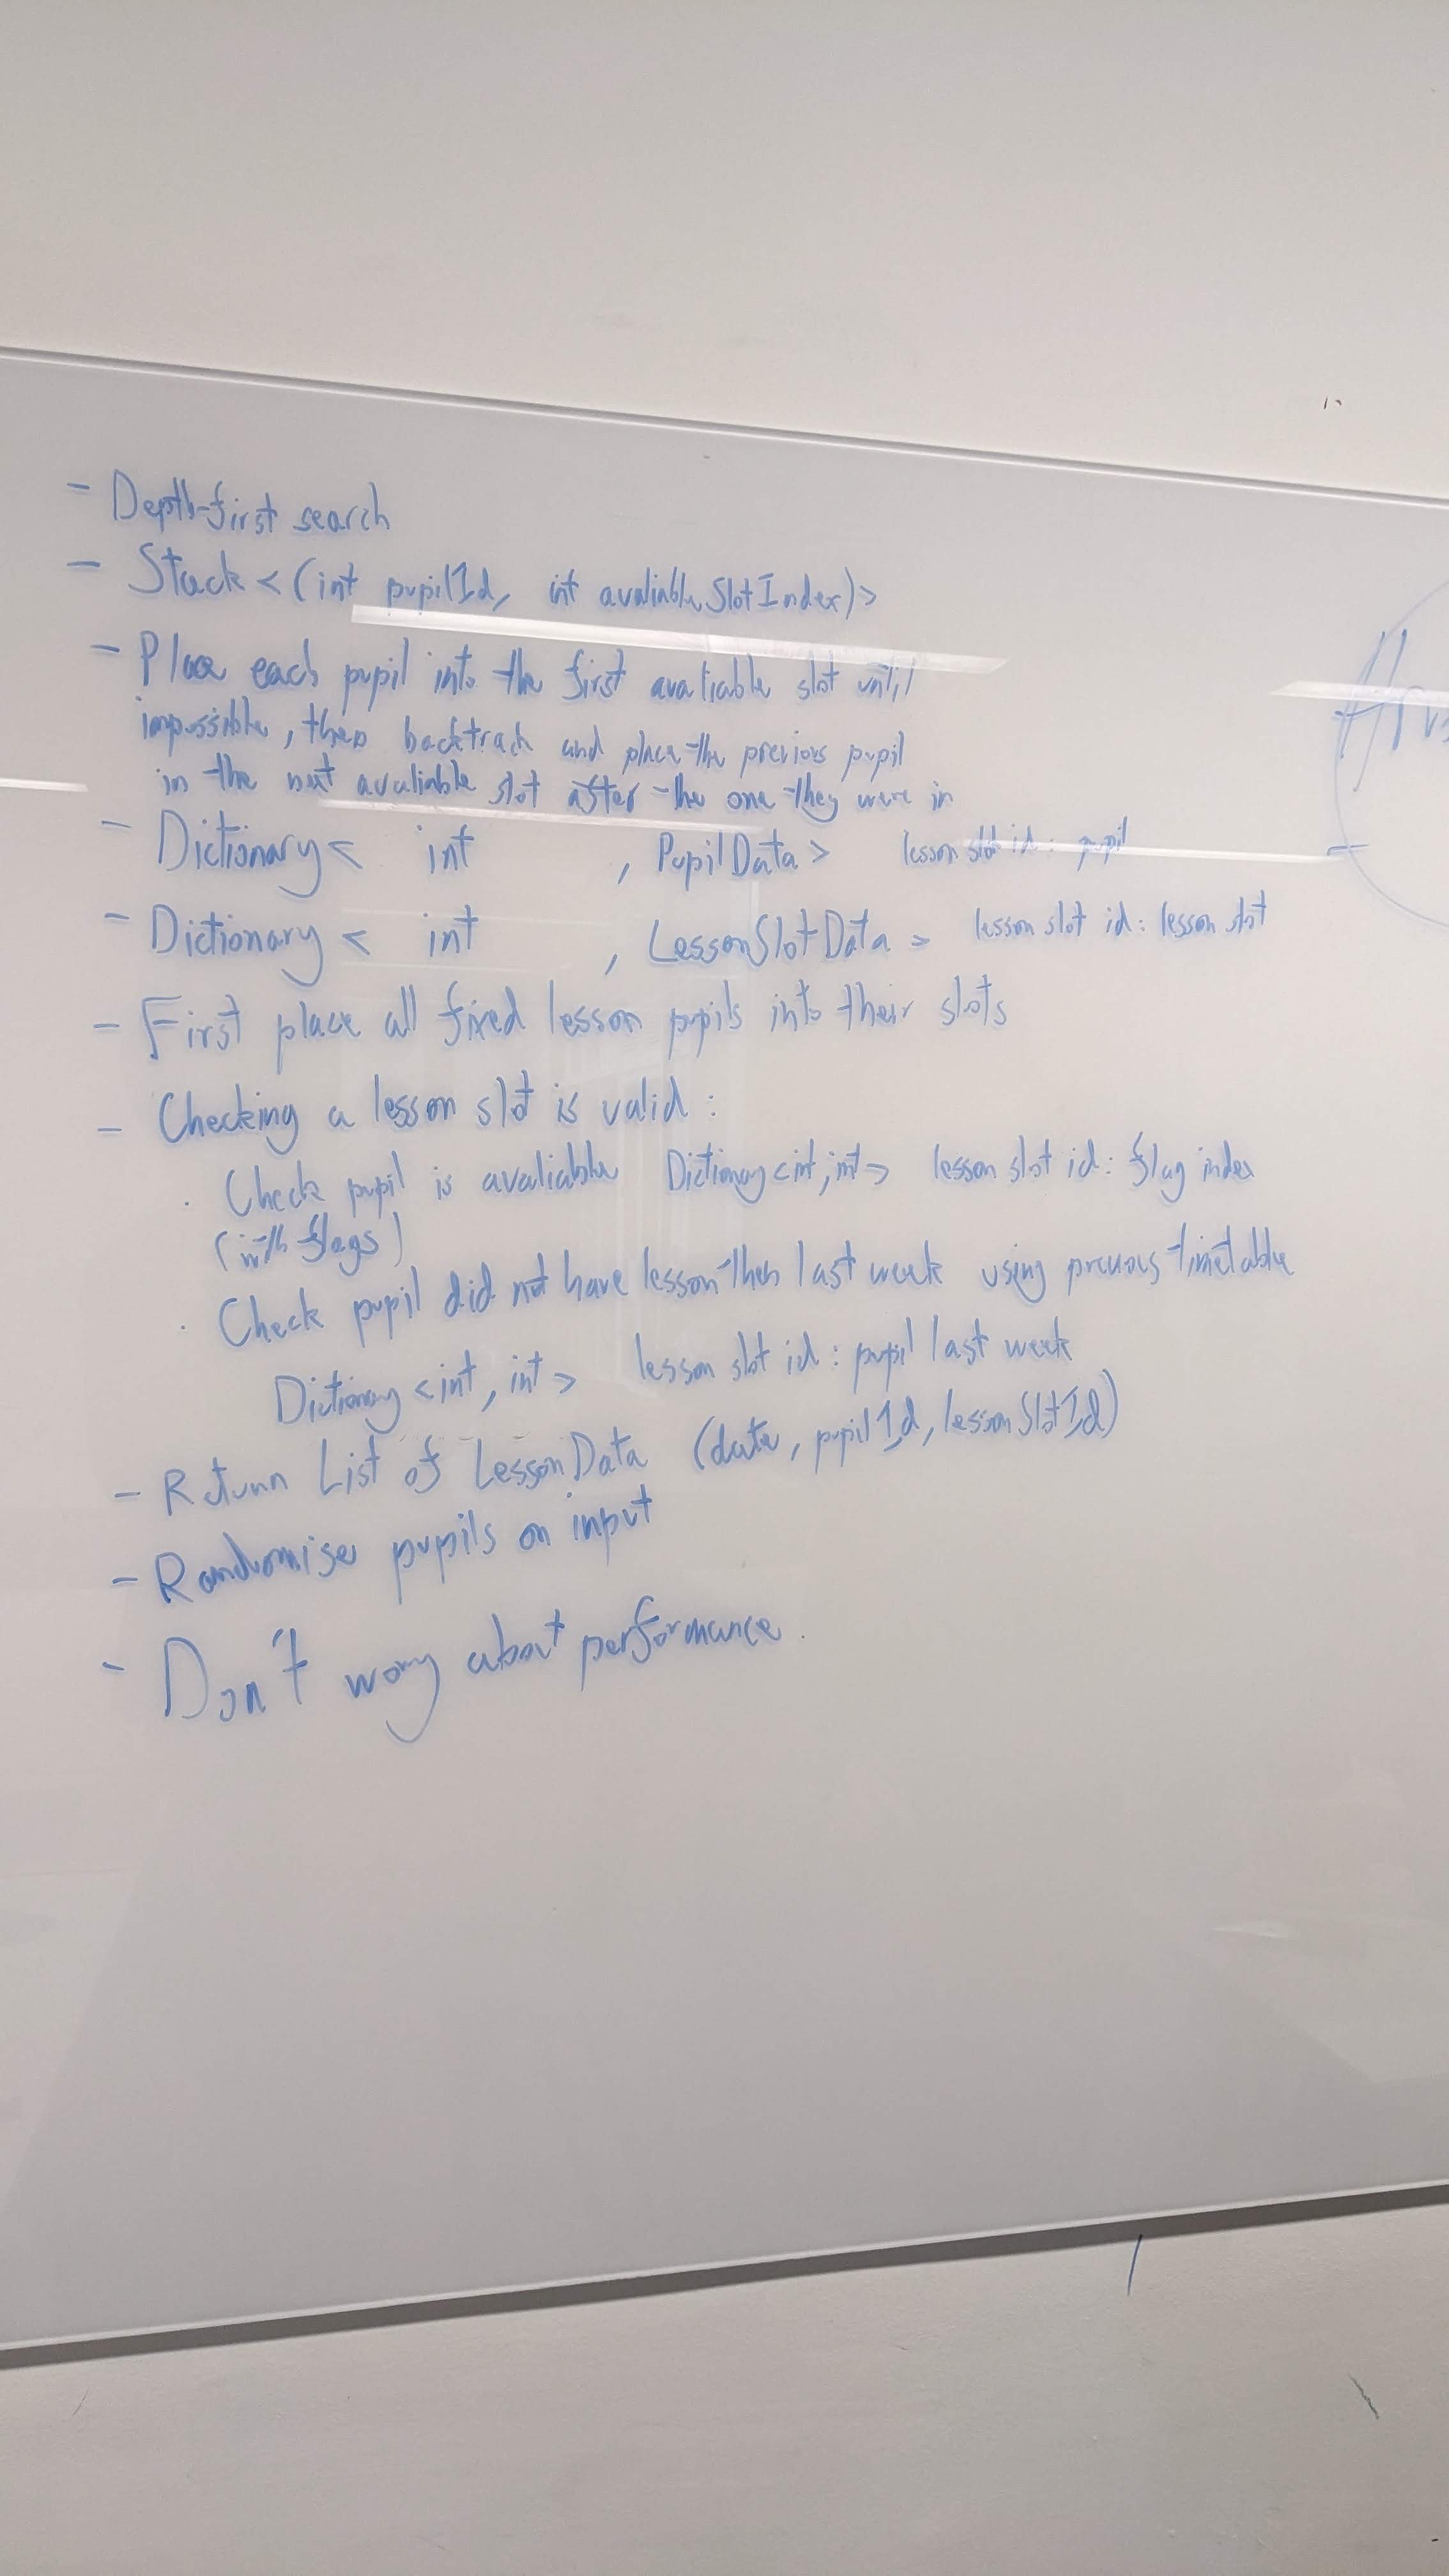 - Depth-first search
- Stack <(int pupilId, int avaliableSlotIndex)>
- Place each pupil into the first avaliable slot until
impossible, then backtrack and place the previous pupil
in the next avaliable slot after the one they were in
- Dictionary < int , PupilData > lesson slot id : pupil
- Dictionary < int , LessonSlotData > lesson slot id : lesson slot
- First place all fixed lesson pupils into their slots
- Checking a lesson slot is valid :
· Check pupil is avaliable Dictionary <int, int> lesson slot id : flag index
(with flags)
· Check pupil did not have lesson then last week using previous timetable
Dictionary <int, int> lesson slot id : pupil last week
- Return List of LessonData (date, pupilId, lessonSlotId)
- Randomise pupils on input
- Don't worry about performance.